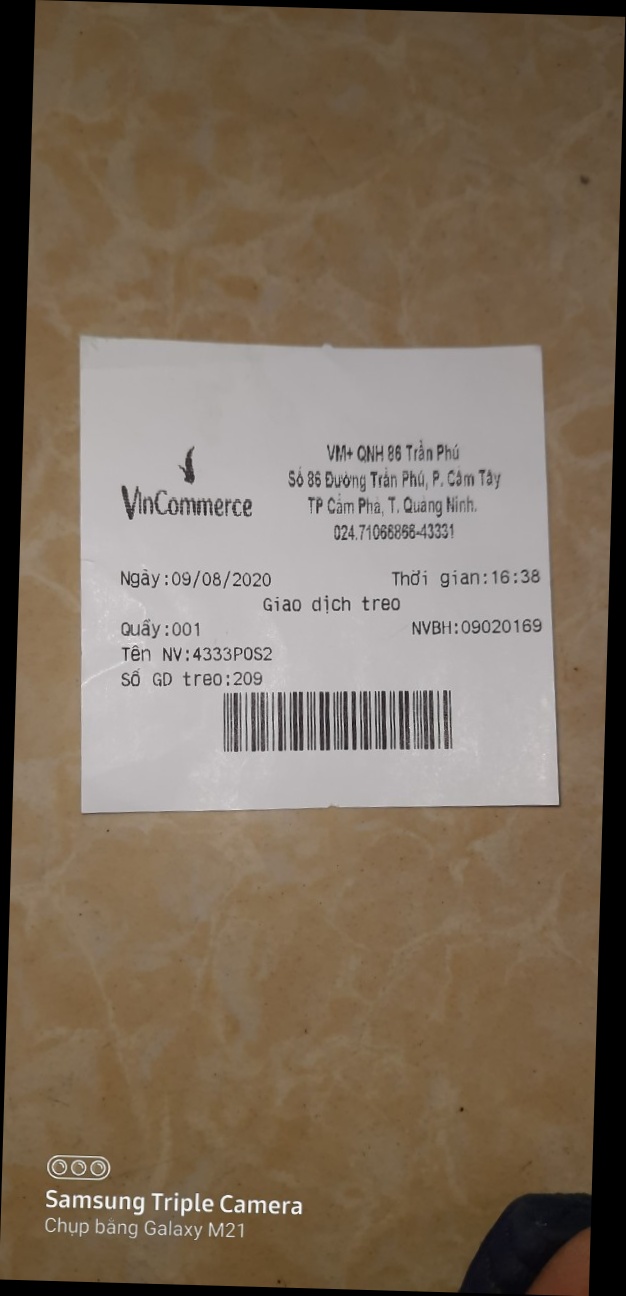 VinCommerce
VM+ QNH 86 Trần Phú
Số 86 Đường Trần Phú, P. Cẩm Tây
TP Cẩm Phả, T. Quảng Ninh.
024.71066866-43331
Ngày:09/08/2020 Thời gian:16:38
Giao dịch treo
Quầy:001 NVBH:09020169
Tên NV:4333POS2
Số GD treo:209
Samsung Triple Camera
Chụp bằng Galaxy M21